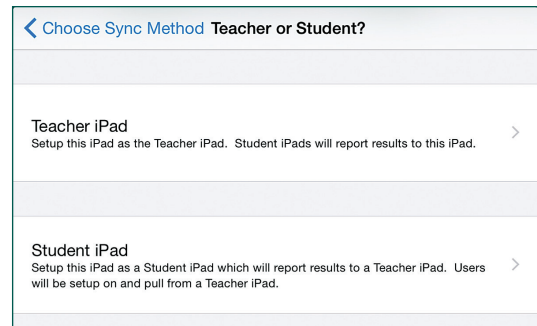 Choose Sync Method Teacher or Student?
Teacher iPad
Setup this iPad as the Teacher iPad.  Student iPads will report results to this iPad.
Student iPad
Setup this iPad as a Student iPad which will report results to a Teacher iPad.  Users
will be setup on and pull from a Teacher iPad.